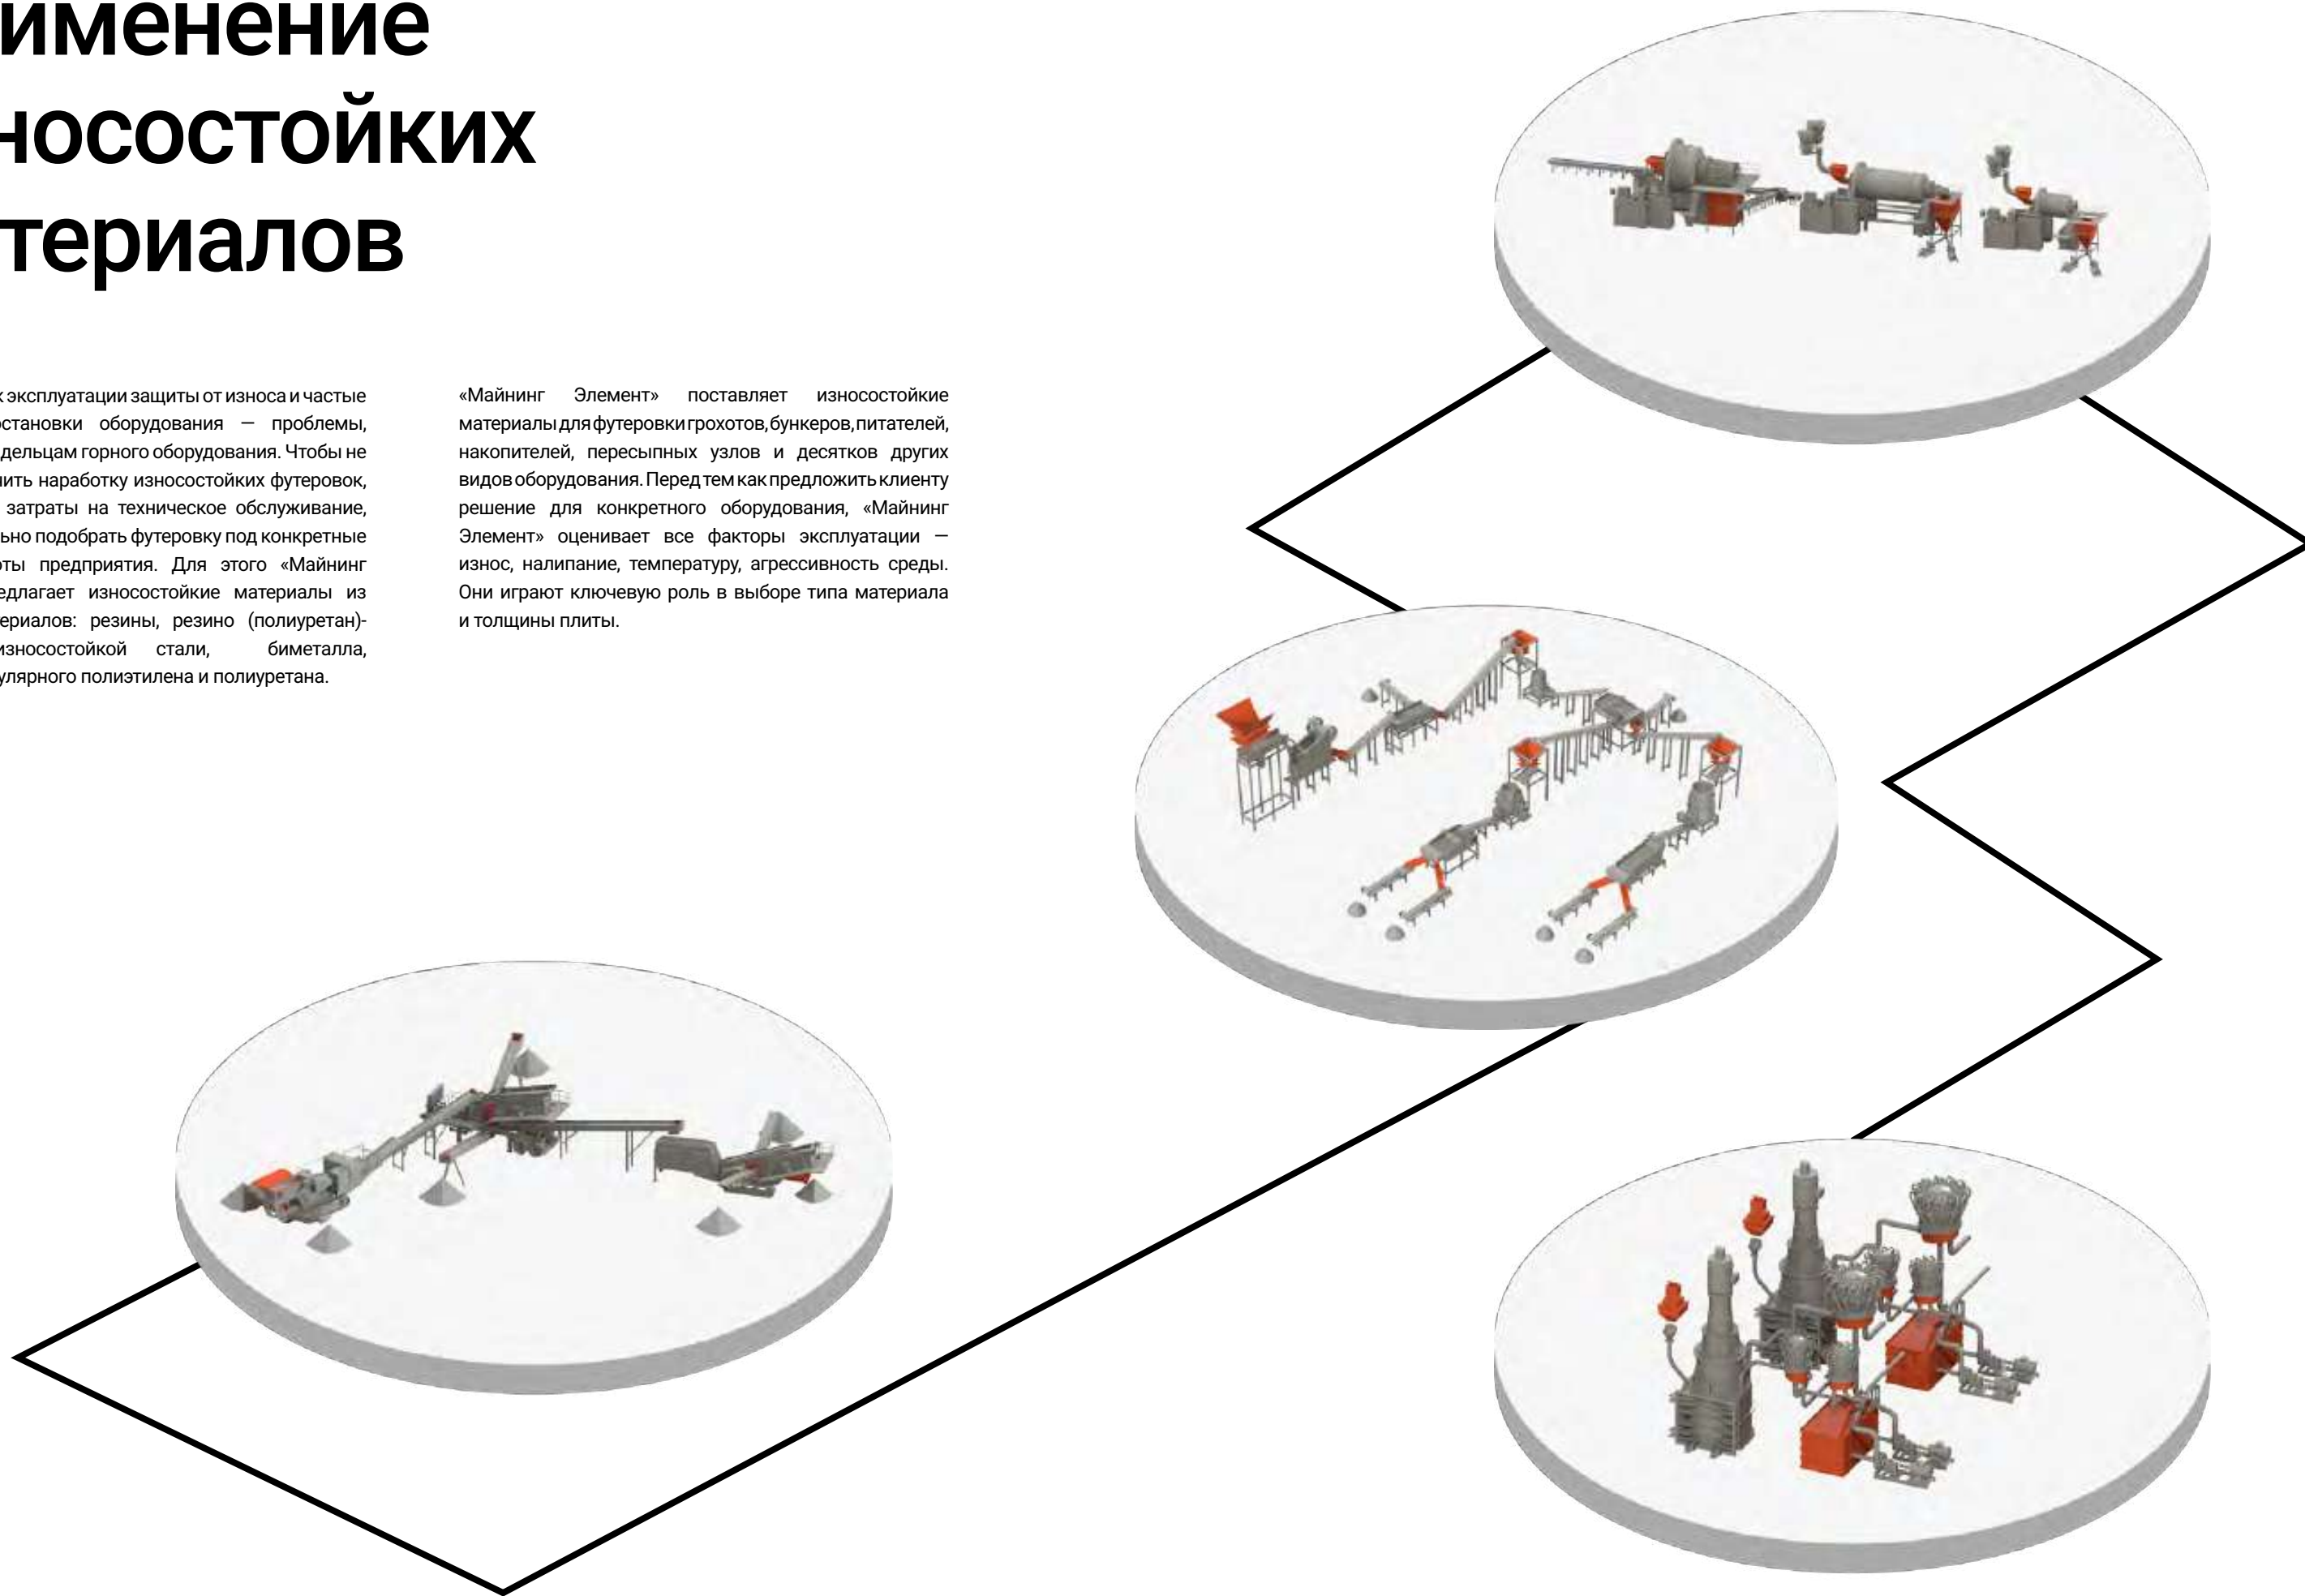 именение
носостойких
териалов
к эксплуатации защиты от износа и частые
остановки оборудования — проблемы,
дельцам горного оборудования. Чтобы не
ить наработку износостойких футеровок,
затраты на техническое обслуживание,
ьно подобрать футеровку под конкретные
оты предприятия. Для этого «Майнинг
едлагает износостойкие материалы из
ериалов: резины, резино (полиуретан)-
износостойкой стали, биметалла,
улярного полиэтилена и полиуретана.
«Майнинг Элемент» поставляет износостойкие
материалы для футеровки грохотов, бункеров, питателей,
накопителей, пересыпных узлов и десятков других
видов оборудования. Перед тем как предложить клиенту
решение для конкретного оборудования, «Майнинг
Элемент» оценивает все факторы эксплуатации —
износ, налипание, температуру, агрессивность среды.
Они играют ключевую роль в выборе типа материала
и толщины плиты.